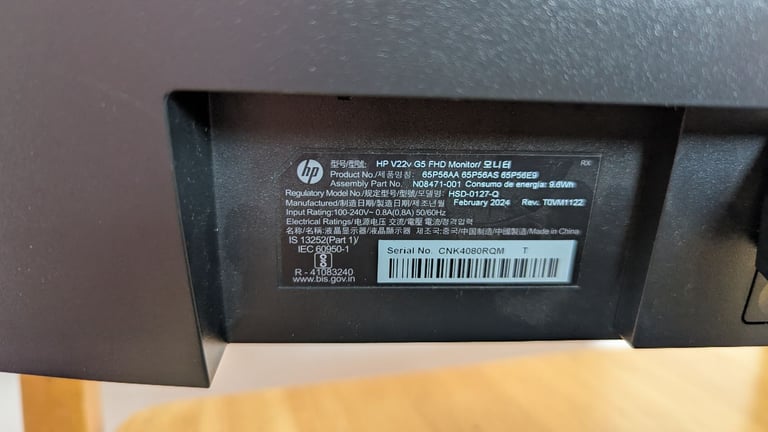 hp
型号/型號: HP V22v G5 FHD Monitor/ 모니터 RX
Product No./제품명칭: 65P56AA 65P56AS 65P56E9
Assembly Part No. N08471-001 Consumo de energía: 9.6Wh
Regulatory Model No./规定型号/型號/모델명: HSD-0127-Q
Manufactured/制造日期/製造日期/제조년월 February 2024 Rev. T0VM1122
Input Rating:100-240V~ 0.8A(0.8A) 50/60Hz
Electrical Ratings/电源电压 交流/電壓 電流/정격입력
名称/名稱:液晶显示器/液晶顯示器 제조국:중국/中国制造/中國製造/Made in China
IS 13252(Part 1)/
IEC 60950-1
R - 41083240
www.bis.gov.in
Serial No. CNK4080RQM T